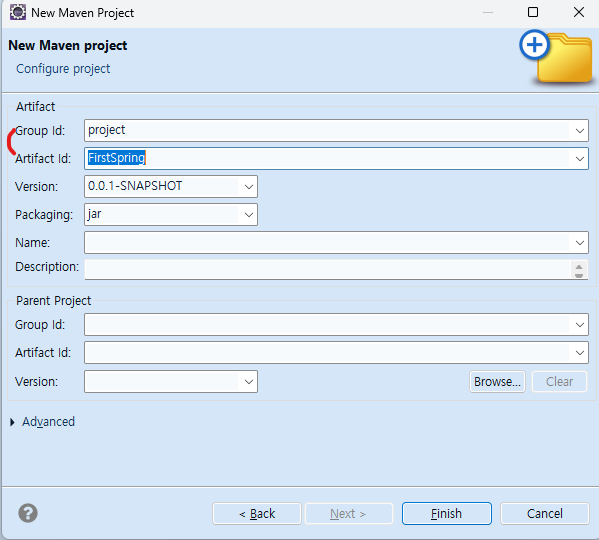 New Maven Project
New Maven project
Configure project
Artifact
Group Id: project
Artifact Id: FirstSpring
Version: 0.0.1-SNAPSHOT
Packaging: jar
Name:
Description:
Parent Project
Group Id:
Artifact Id:
Version: Browse... Clear
Advanced
? < Back Next > Finish Cancel